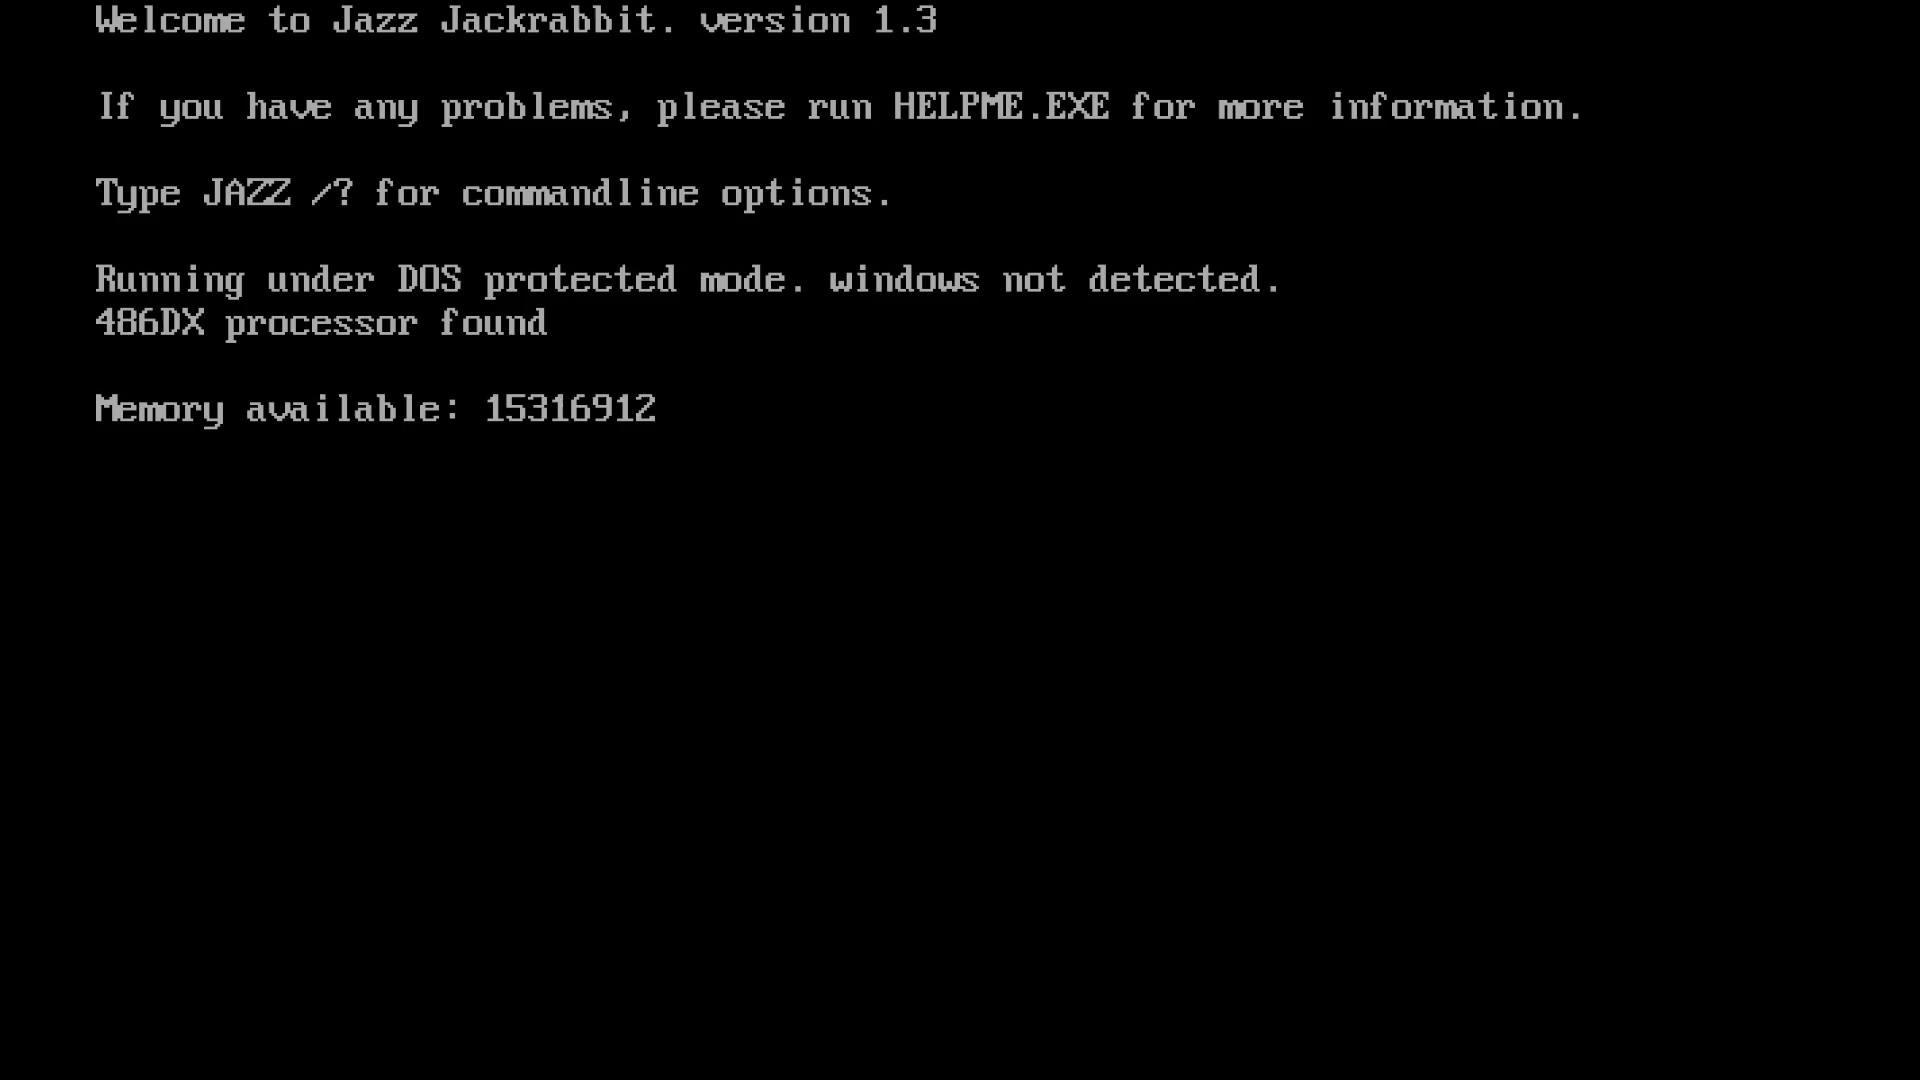 Welcome to Jazz Jackrabbit. version 1.3
If you have any problems, please run HELPME.EXE for more information.
Type JAZZ /? for commandline options.
Running under DOS protected mode. windows not detected.
486DX processor found
Memory available: 15316912